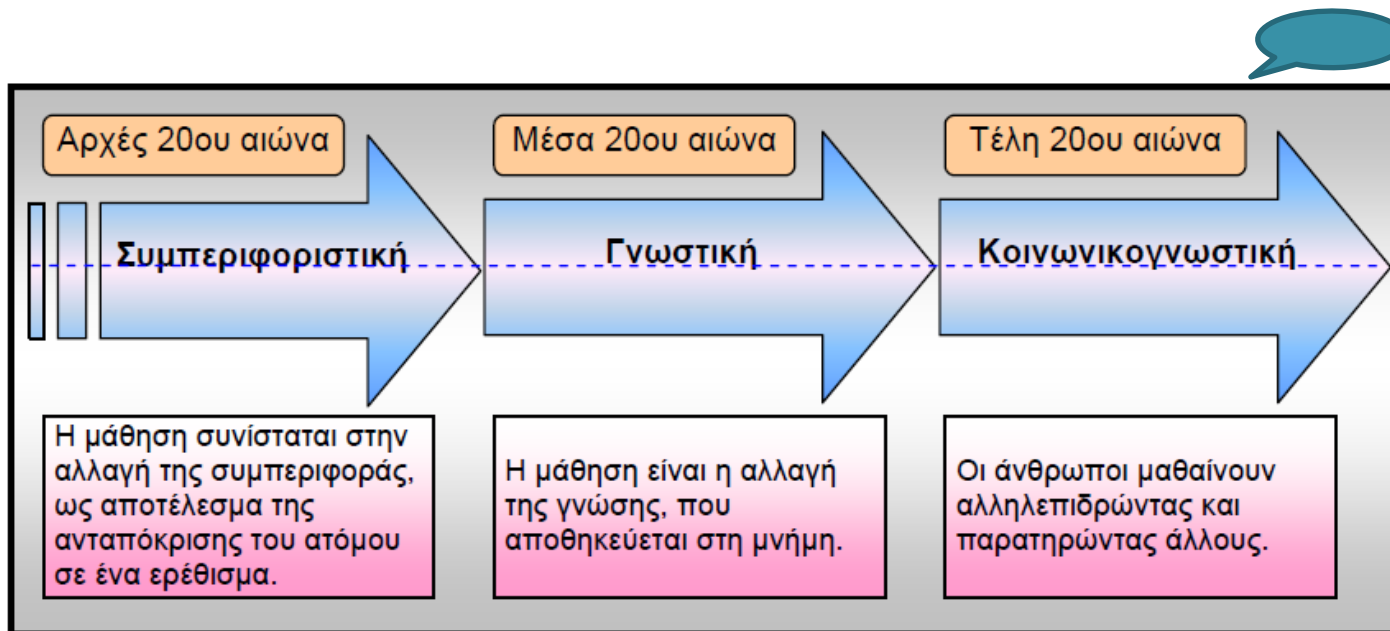 Αρχές 20ου αιώνα
Συμπεριφοριστική
Η μάθηση συνίσταται στην
αλλαγή της συμπεριφοράς,
ως αποτέλεσμα της
ανταπόκρισης του ατόμου
σε ένα ερέθισμα.
Μέσα 20ου αιώνα
Γνωστική
Η μάθηση είναι η αλλαγή
της γνώσης, που
αποθηκεύεται στη μνήμη.
Τέλη 20ου αιώνα
Κοινωνικογνωστική
Οι άνθρωποι μαθαίνουν
αλληλεπιδρώντας και
παρατηρώντας άλλους.